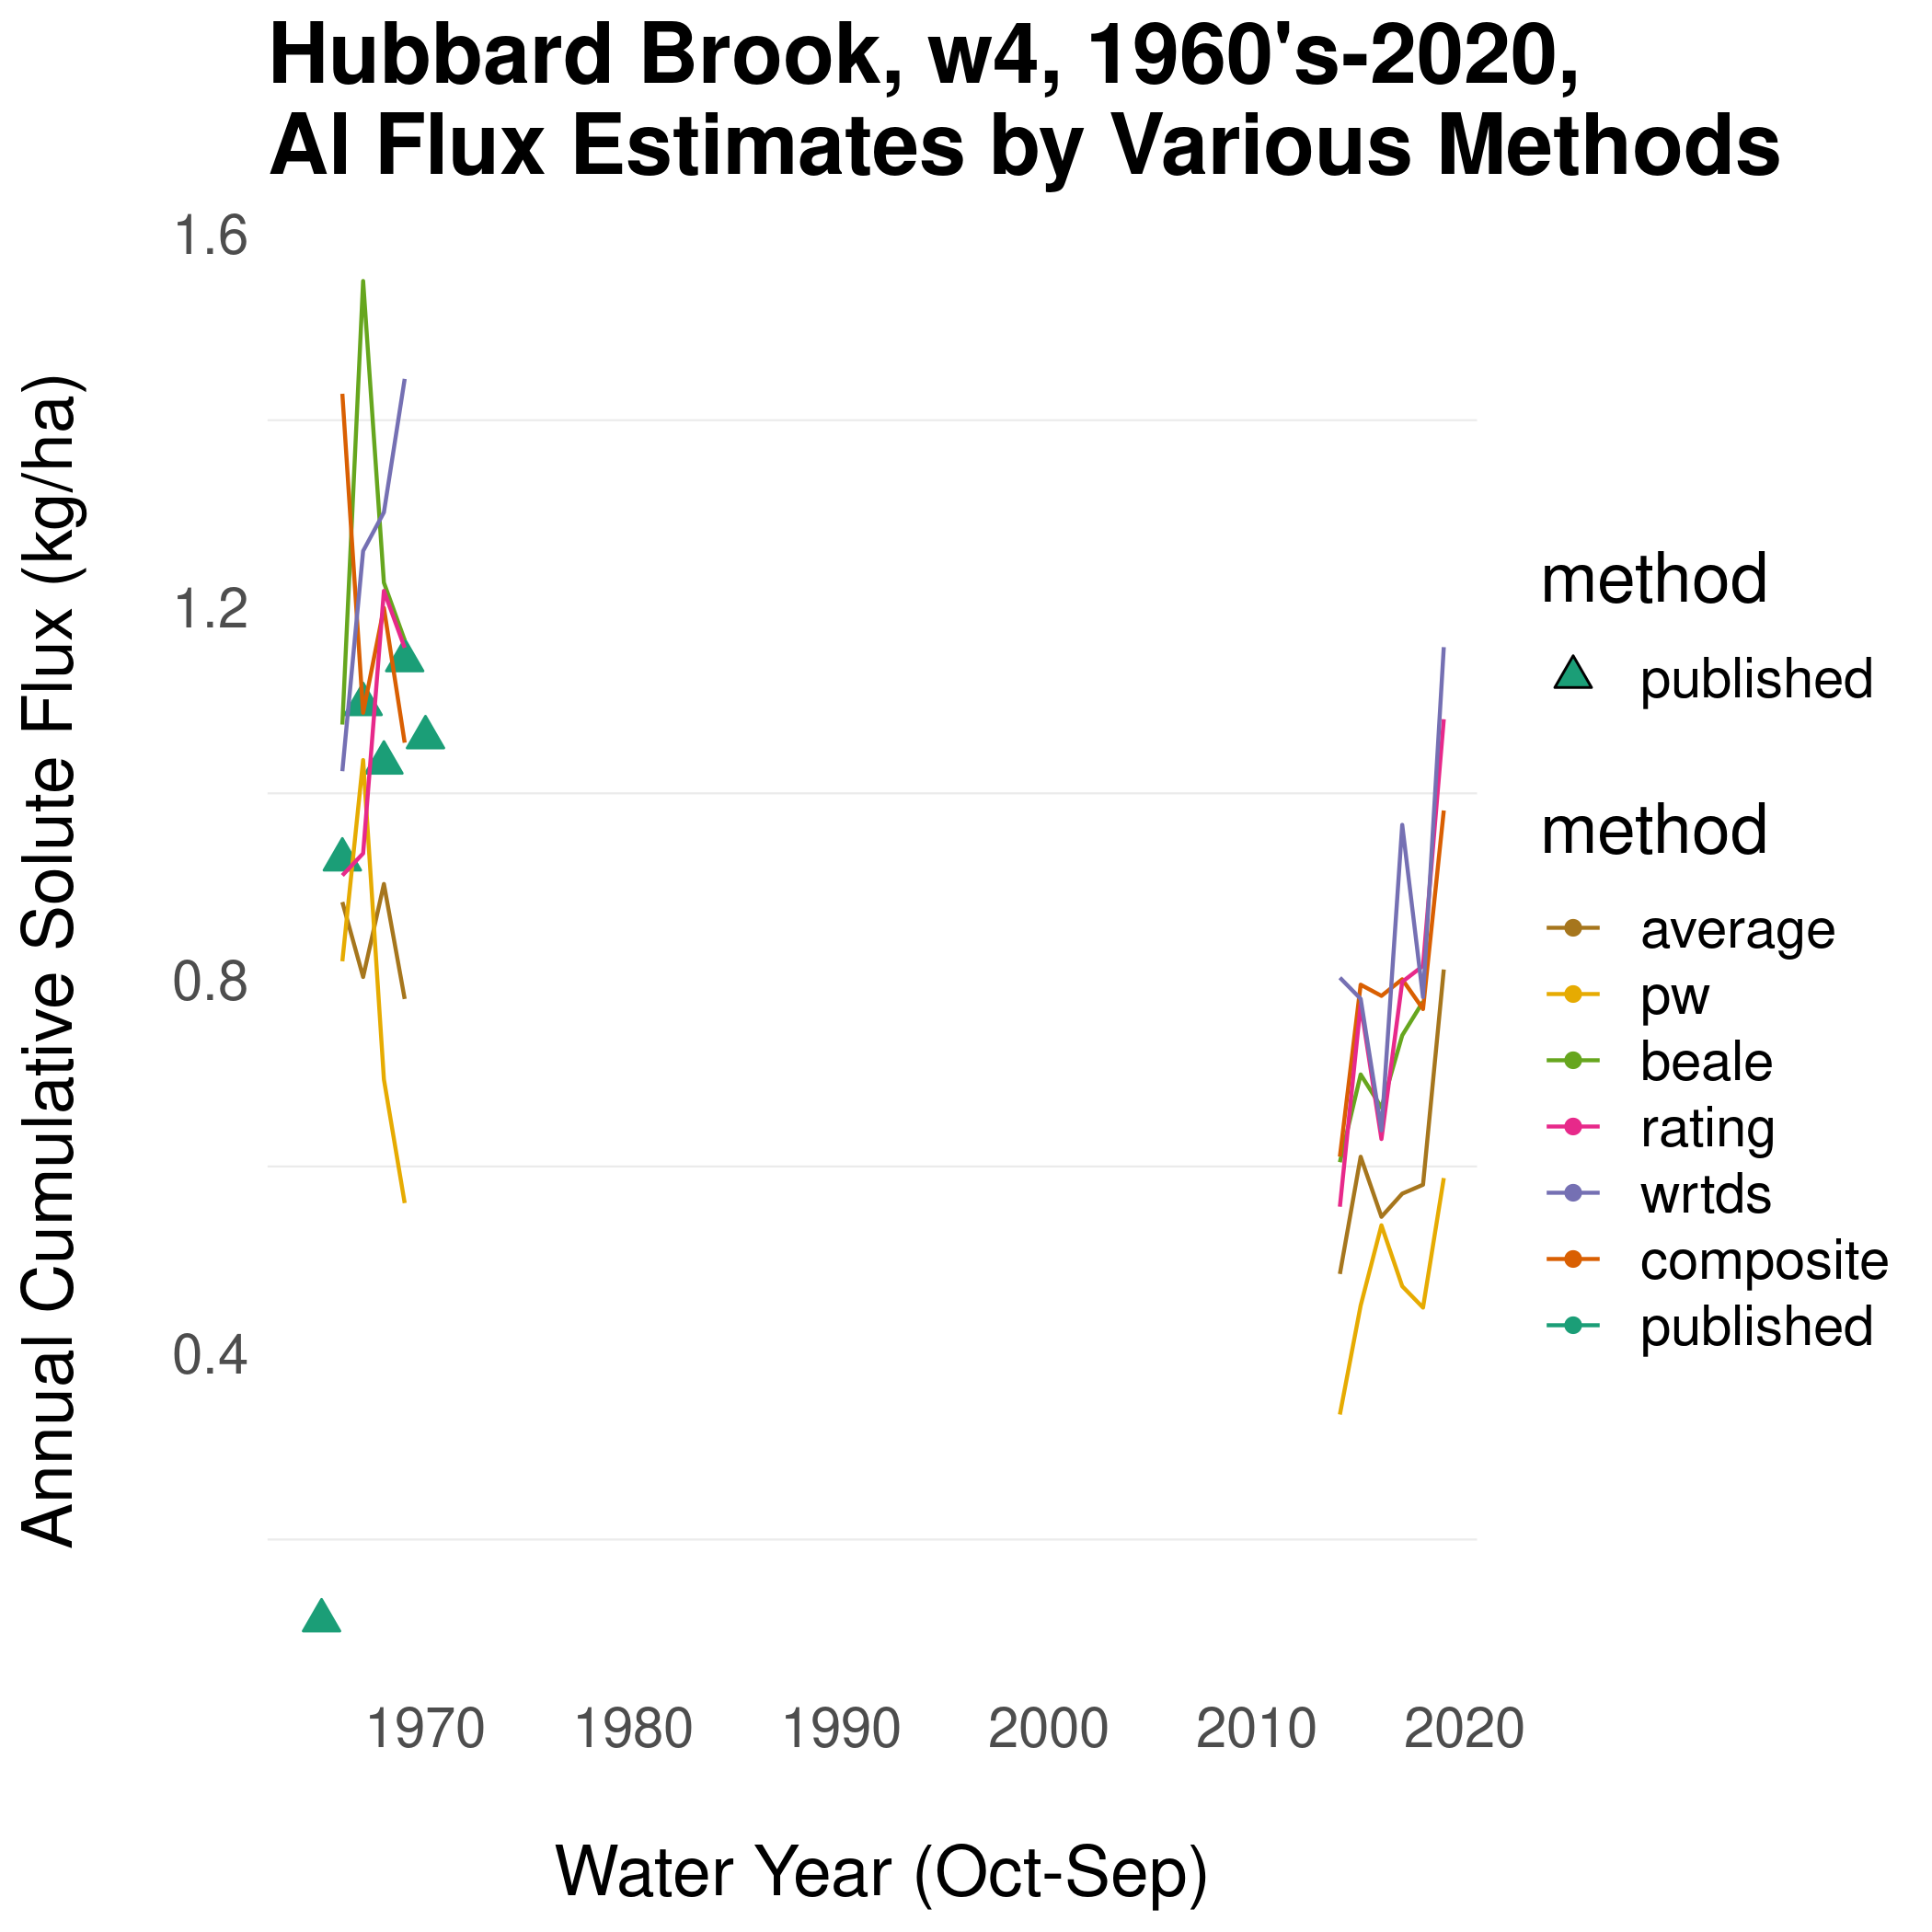 Hubbard Brook, w4, 1960's-2020,
Al Flux Estimates by Various Methods
Annual Cumulative Solute Flux (kg/ha)
1.6
1.2
0.8
0.4
1970 1980 1990 2000 2010 2020
Water Year (Oct-Sep)
method
published
method
average
pw
beale
rating
wrtds
composite
published